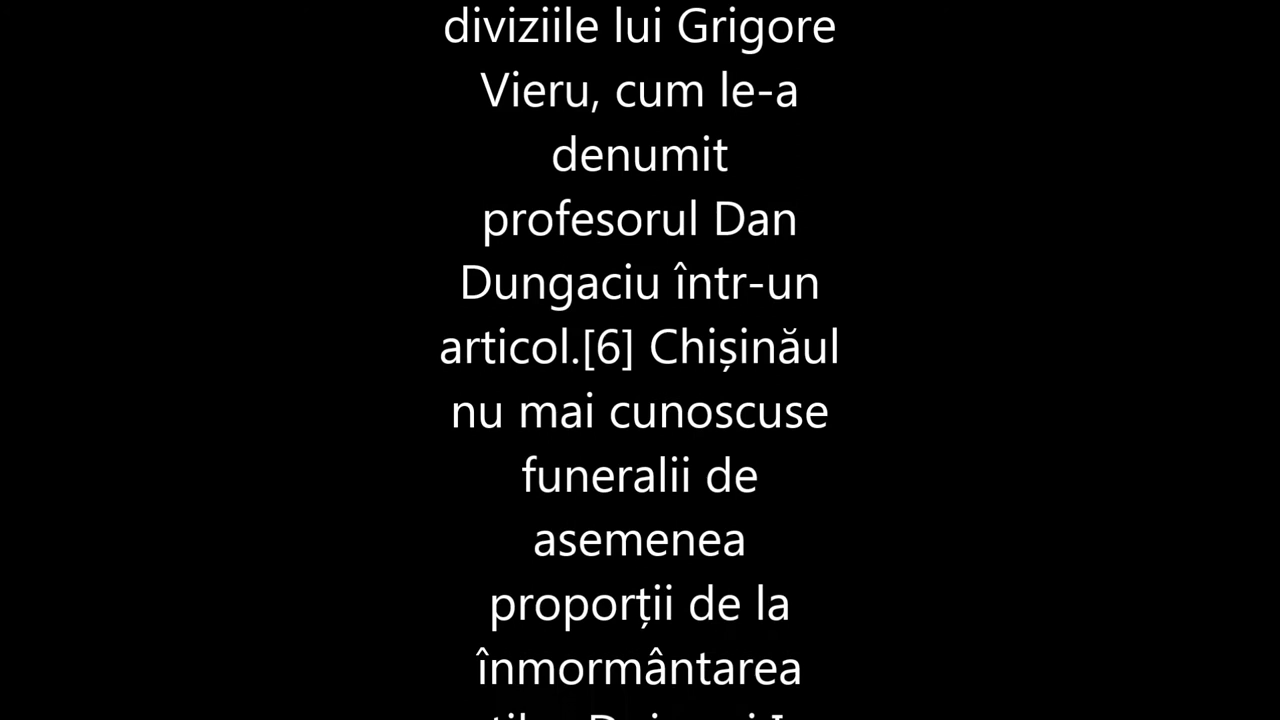 diviziile lui Grigore
Vieru, cum le-a
denumit
profesorul Dan
Dungaciu într-un
articol.[6] Chișinăul
nu mai cunoscuse
funeralii de
asemenea
proporții de la
înmormântarea